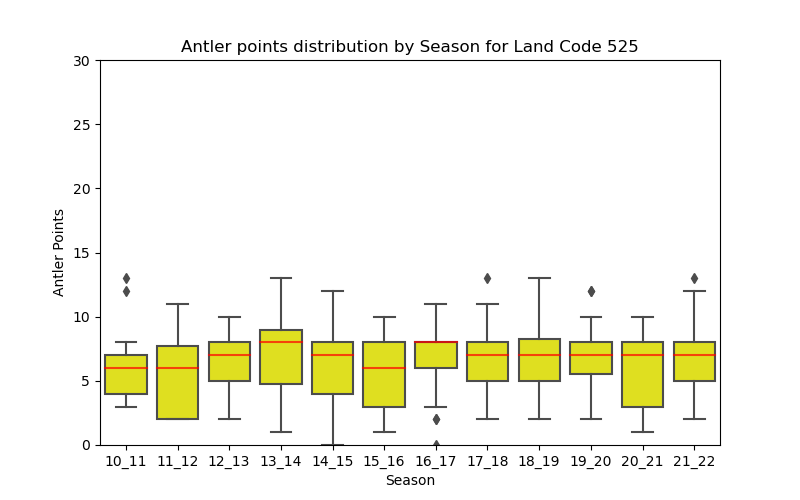 Antler points distribution by Season for Land Code 525
30
25
20
15
10
5
0
Antler Points
10_11 11_12 12_13 13_14 14_15 15_16 16_17 17_18 18_19 19_20 20_21 21_22
Season